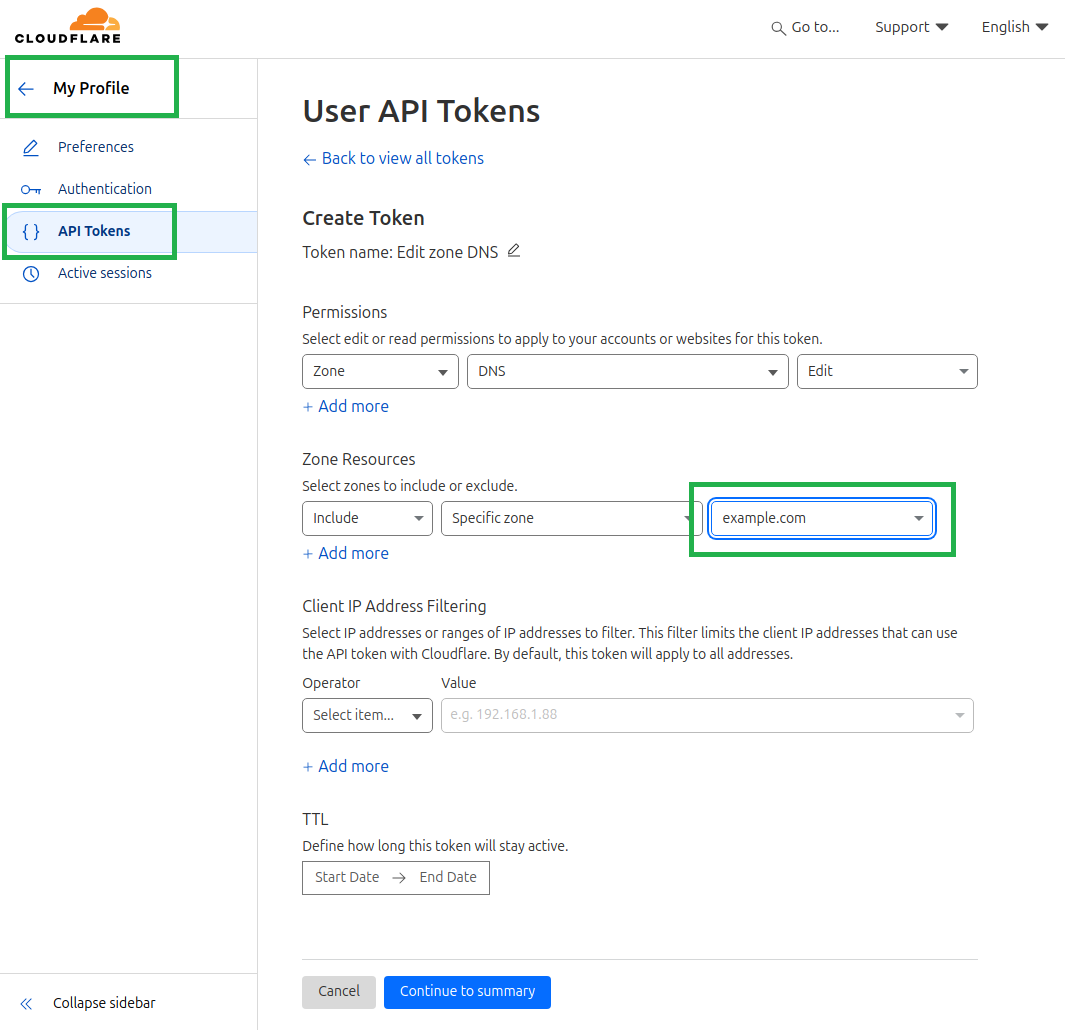 CLOUDFLARE
Go to...
Support
English
My Profile
Preferences
Authentication
API Tokens
Active sessions
User API Tokens
← Back to view all tokens
Create Token
Token name: Edit zone DNS
Permissions
Select edit or read permissions to apply to your accounts or websites for this token.
Zone
DNS
Edit
+ Add more
Zone Resources
Select zones to include or exclude.
Include
Specific zone
example.com
+ Add more
Client IP Address Filtering
Select IP addresses or ranges of IP addresses to filter. This filter limits the client IP addresses that can use
the API token with Cloudflare. By default, this token will apply to all addresses.
Operator
Value
Select item...
e.g. 192.168.1.88
+ Add more
TTL
Define how long this token will stay active.
Start Date → End Date
Cancel
Continue to summary
Collapse sidebar